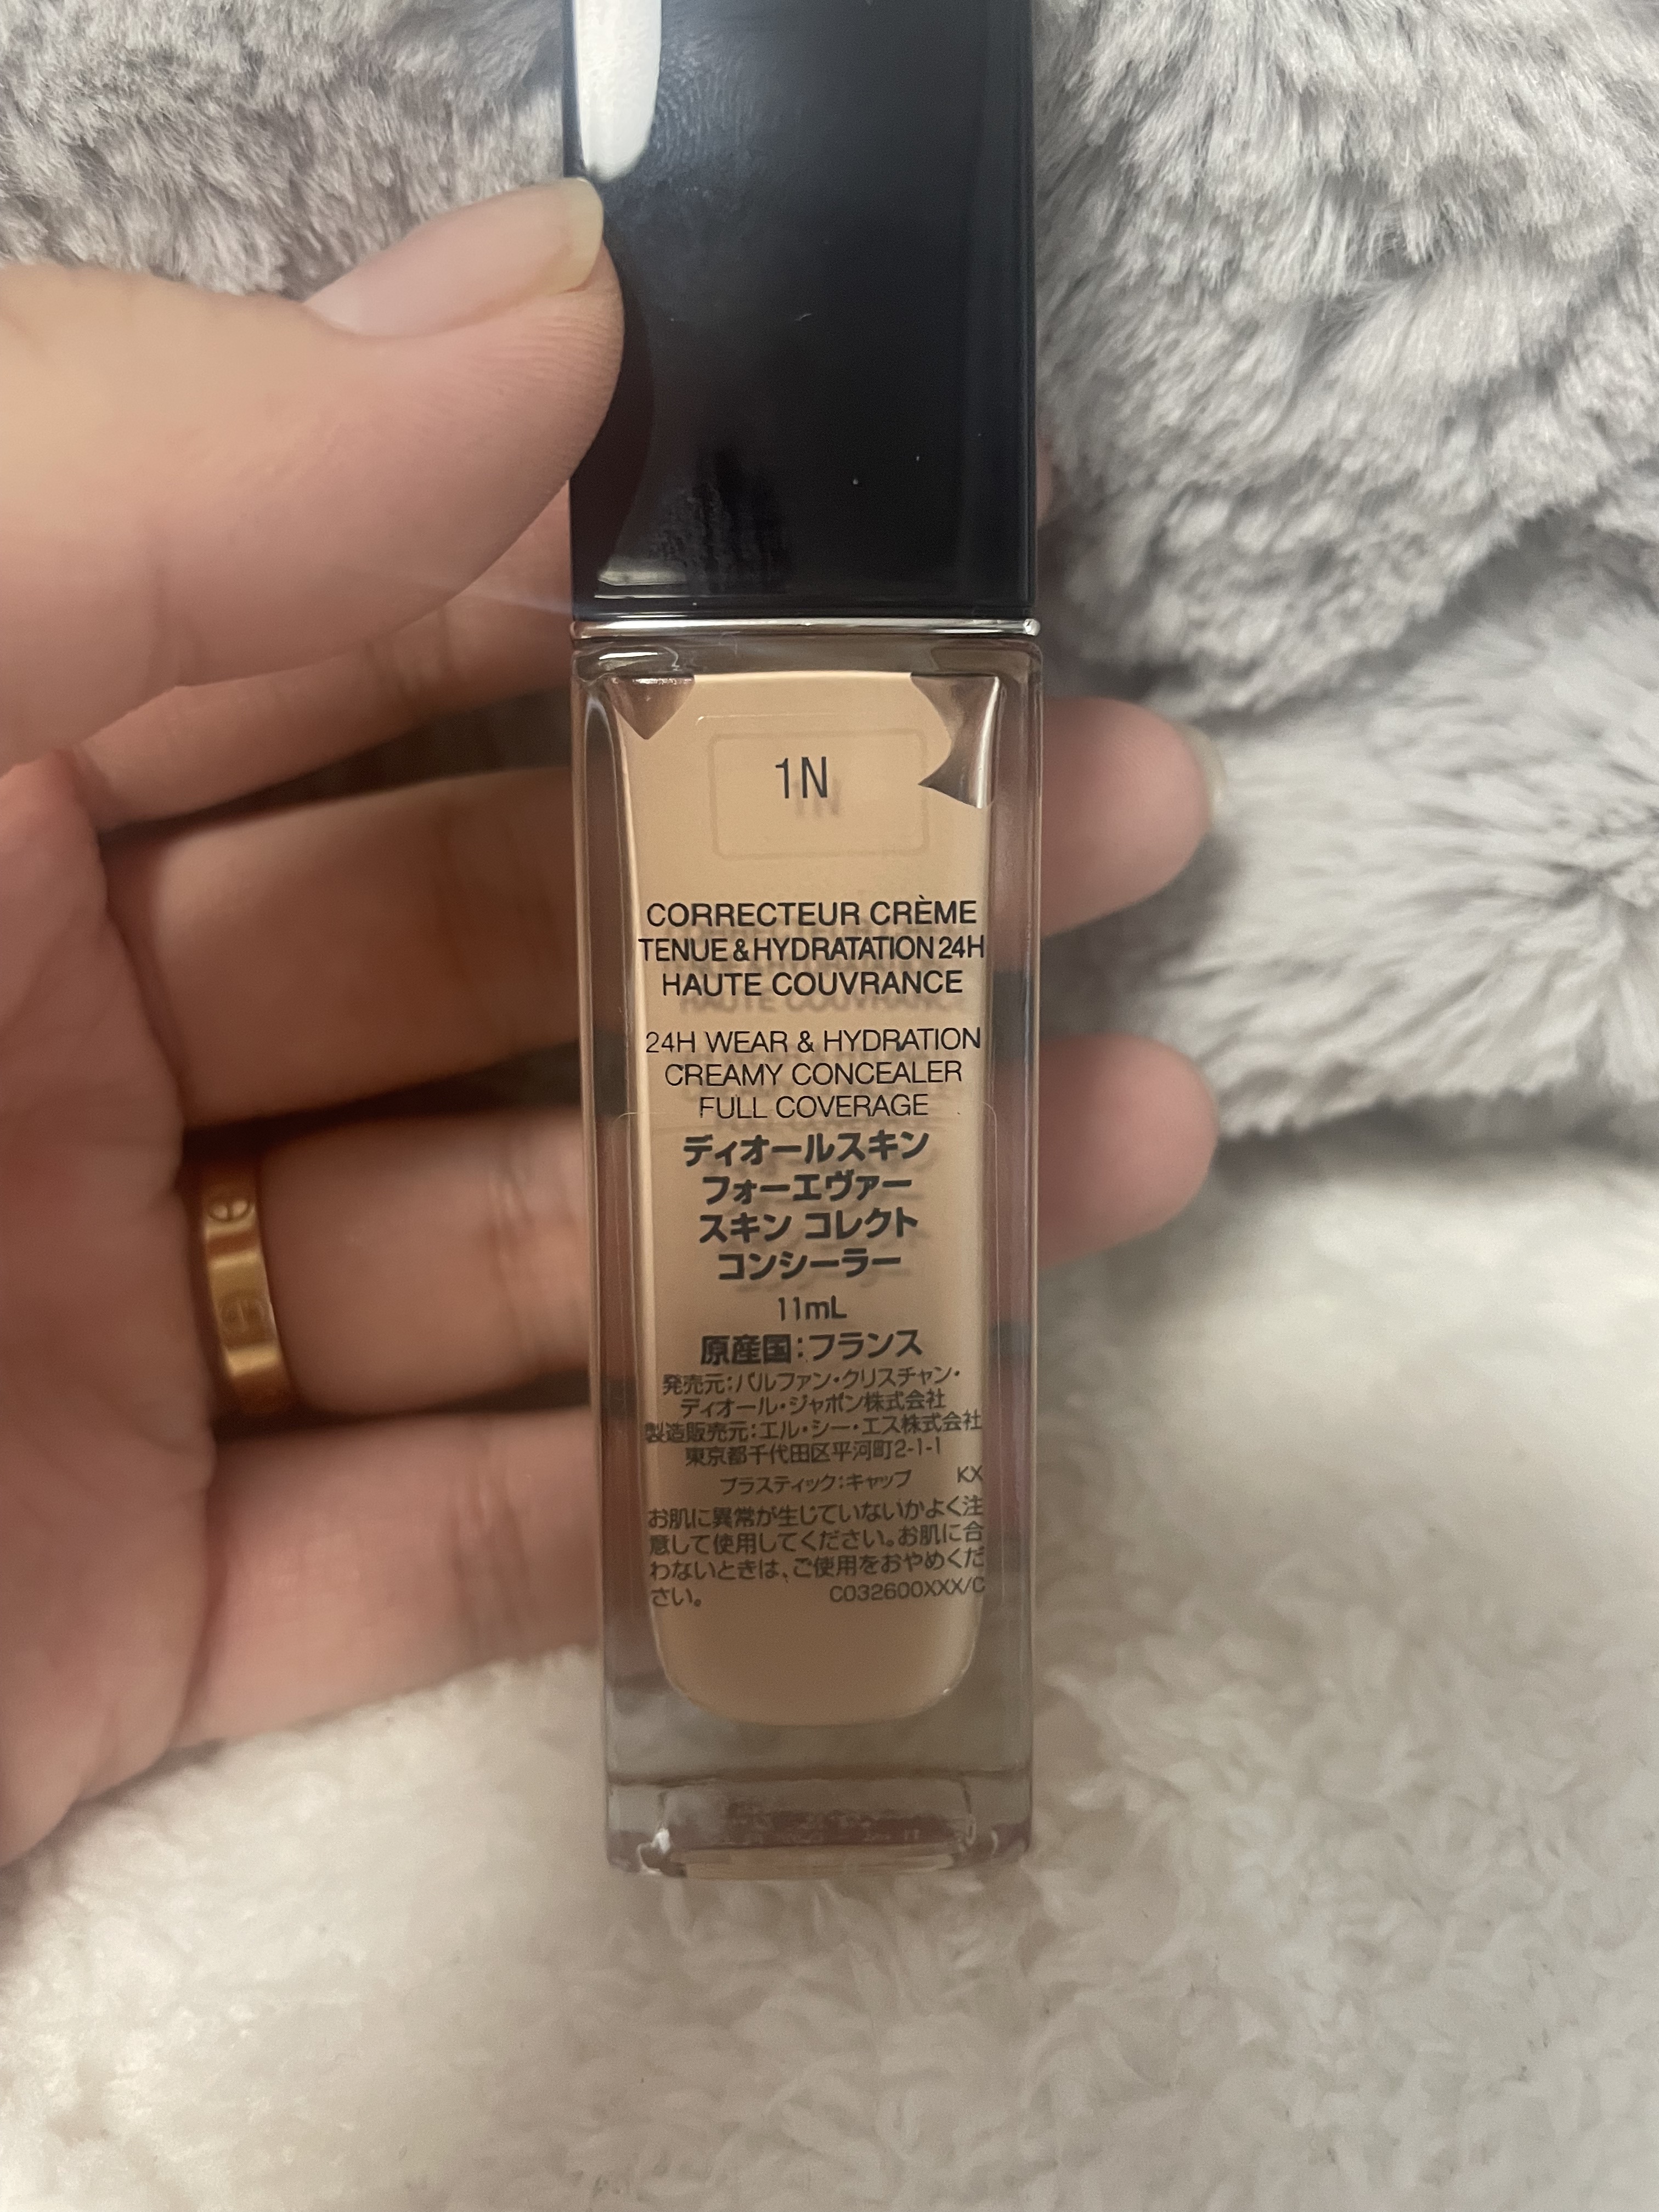 1N
CORRECTEUR CRÈME
TENUE & HYDRATATION 24H
HAUTE COUVRANCE
24H WEAR & HYDRATION
CREAMY CONCEALER
FULL COVERAGE
ディオールスキン
フォーエヴァー
スキン コレクト
コンシーラー
11mL
原産国:フランス
発売元:パルファン・クリスチャン・
ディオール・ジャポン株式会社
製造販売元:エル・シー・エス株式会社
東京都千代田区平河町2-1-1
プラスティック:キャップ KX
お肌に異常が生じていないかよく注
意して使用してください。お肌に合
わないときは、ご使用をおやめくだ
さい。 C032600XXX/C